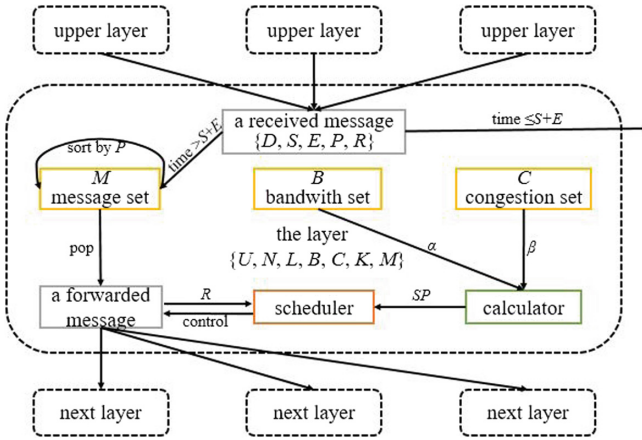 upper layer
upper layer
upper layer
a received message
{D, S, E, P, R}
time ≤S+E
time >S+E
sort by P
M
message set
B
bandwith set
C
congestion set
pop
the layer
{U, N, L, B, C, K, M}
α
β
a forwarded
message
R
control
scheduler
SP
calculator
next layer
next layer
next layer